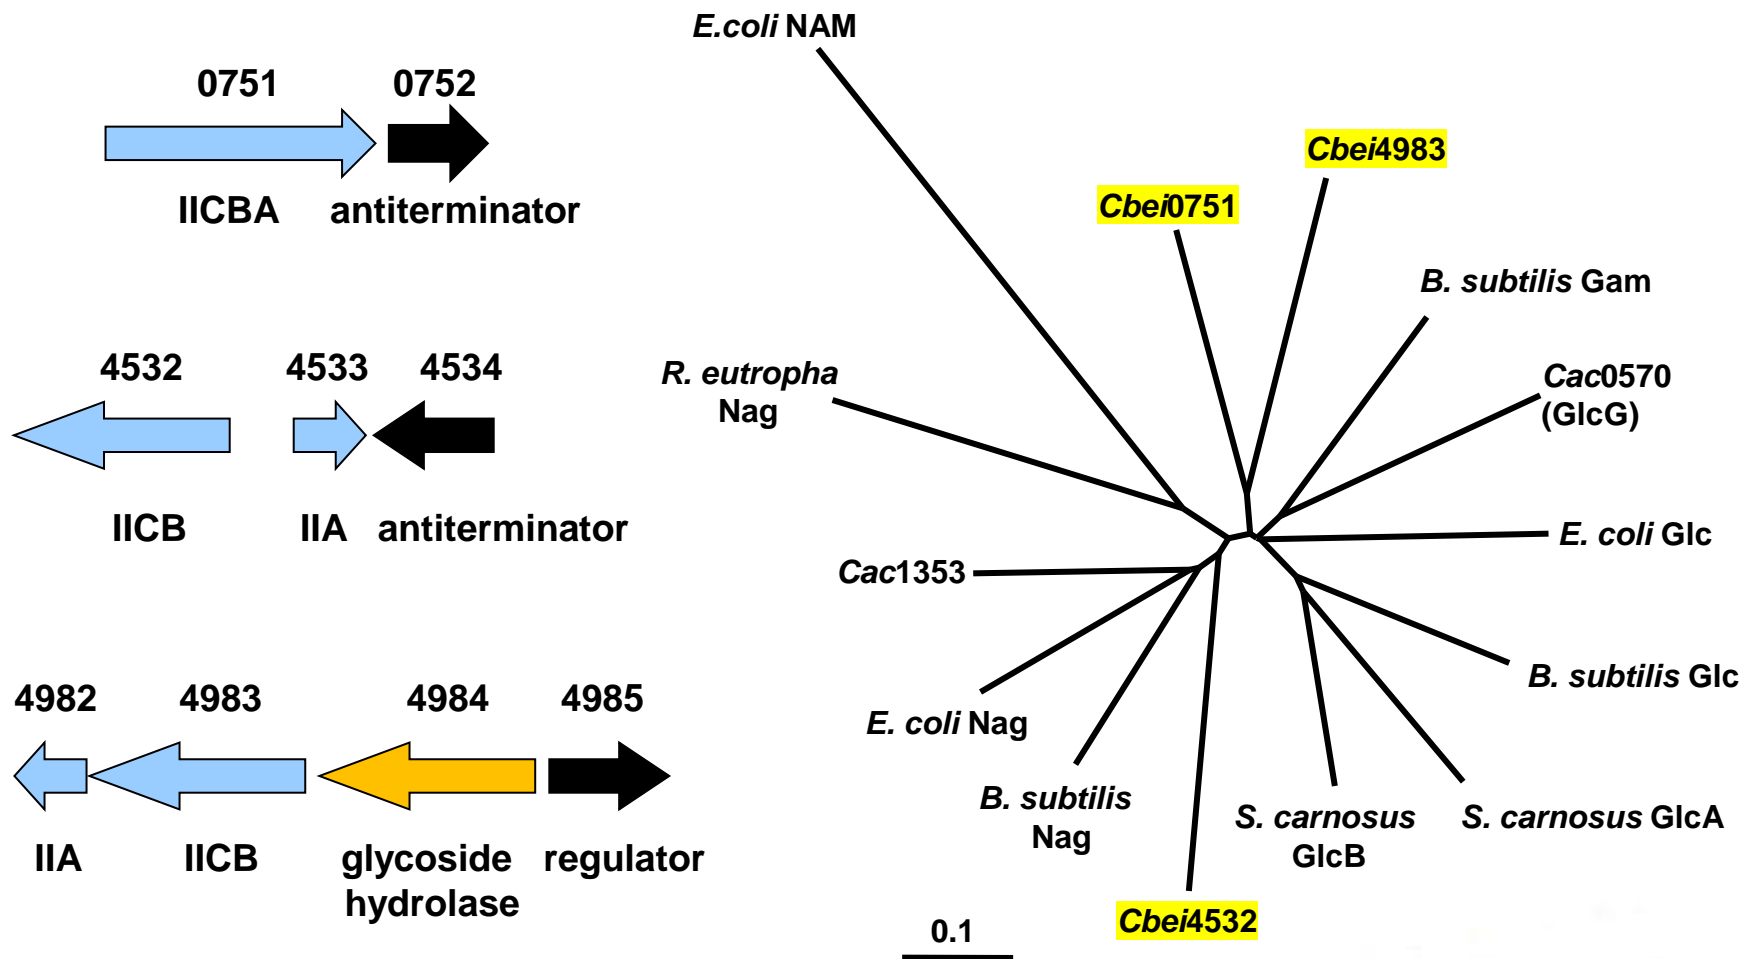 0751 0752
IICBA antiterminator
4532 4533 4534
IICB IIA antiterminator
4982 4983 4984 4985
IIA IICB glycoside regulator
hydrolase
E.coli NAM
Cbei4983
Cbei0751
B. subtilis Gam
R. eutropha
Nag
Cac0570
(GlcG)
E. coli Glc
Cac1353
B. subtilis Glc
E. coli Nag
B. subtilis
Nag
S. carnosus
GlcB
S. carnosus GlcA
Cbei4532
0.1